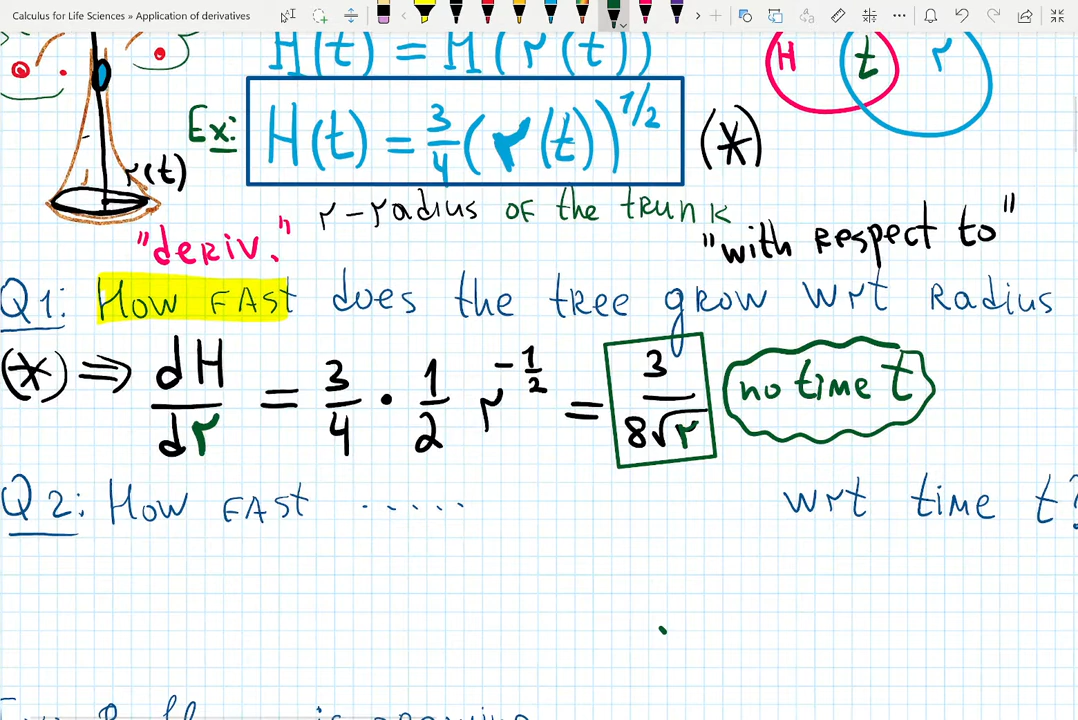 Calculus for Life Sciences » Application of derivatives
H(t) = H(r(t))
H t r
Ex: H(t) = 3/4 (r(t))^1/2 (*)
r(t)
r - radius OF the TRUNK
"deriv." "with Respect to"
Q1: How FAst does the tree grow wrt Radius
(*) ⇒ dH/dr = 3/4 · 1/2 r^-1/2 = 3/(8√r) no time t
Q2: How FAst ...... wrt time t?